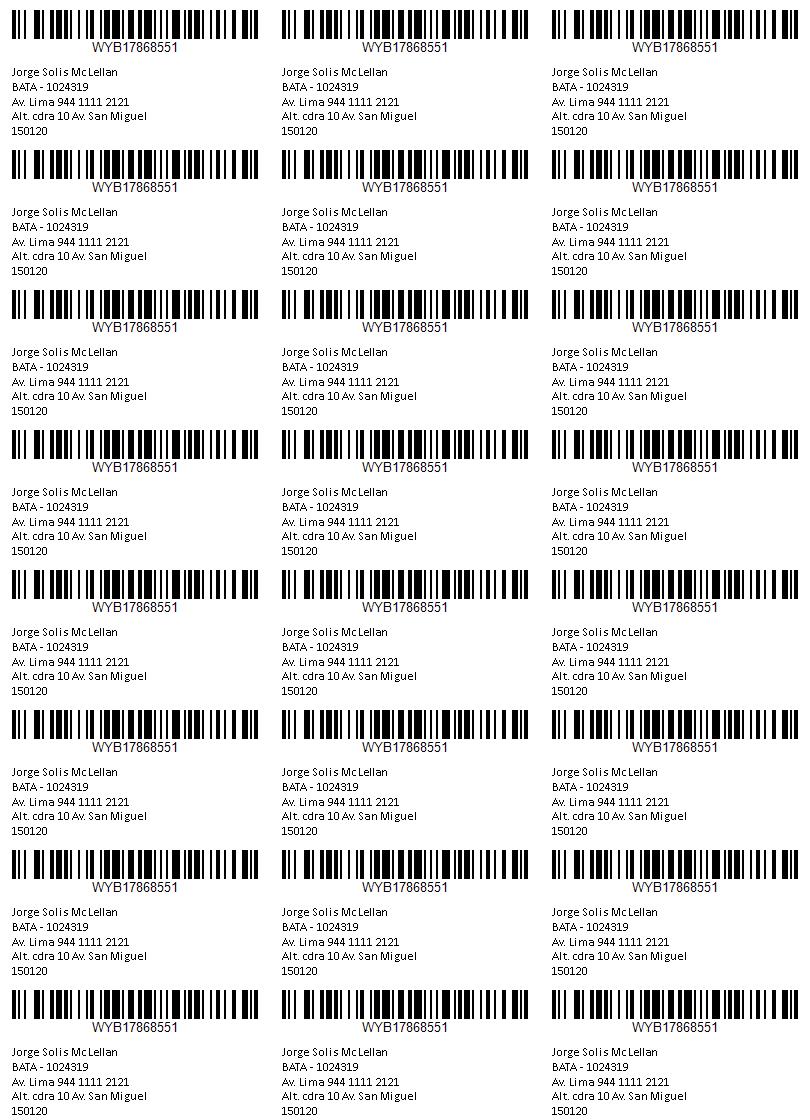 WYB17868551
Jorge Solis McLellan
BATA - 1024319
Av. Lima 944 1111 2121
Alt. cdra 10 Av. San Miguel
150120
WYB17868551
Jorge Solis McLellan
BATA - 1024319
Av. Lima 944 1111 2121
Alt. cdra 10 Av. San Miguel
150120
WYB17868551
Jorge Solis McLellan
BATA - 1024319
Av. Lima 944 1111 2121
Alt. cdra 10 Av. San Miguel
150120
WYB17868551
Jorge Solis McLellan
BATA - 1024319
Av. Lima 944 1111 2121
Alt. cdra 10 Av. San Miguel
150120
WYB17868551
Jorge Solis McLellan
BATA - 1024319
Av. Lima 944 1111 2121
Alt. cdra 10 Av. San Miguel
150120
WYB17868551
Jorge Solis McLellan
BATA - 1024319
Av. Lima 944 1111 2121
Alt. cdra 10 Av. San Miguel
150120
WYB17868551
Jorge Solis McLellan
BATA - 1024319
Av. Lima 944 1111 2121
Alt. cdra 10 Av. San Miguel
150120
WYB17868551
Jorge Solis McLellan
BATA - 1024319
Av. Lima 944 1111 2121
Alt. cdra 10 Av. San Miguel
150120
WYB17868551
Jorge Solis McLellan
BATA - 1024319
Av. Lima 944 1111 2121
Alt. cdra 10 Av. San Miguel
150120
WYB17868551
Jorge Solis McLellan
BATA - 1024319
Av. Lima 944 1111 2121
Alt. cdra 10 Av. San Miguel
150120
WYB17868551
Jorge Solis McLellan
BATA - 1024319
Av. Lima 944 1111 2121
Alt. cdra 10 Av. San Miguel
150120
WYB17868551
Jorge Solis McLellan
BATA - 1024319
Av. Lima 944 1111 2121
Alt. cdra 10 Av. San Miguel
150120
WYB17868551
Jorge Solis McLellan
BATA - 1024319
Av. Lima 944 1111 2121
Alt. cdra 10 Av. San Miguel
150120
WYB17868551
Jorge Solis McLellan
BATA - 1024319
Av. Lima 944 1111 2121
Alt. cdra 10 Av. San Miguel
150120
WYB17868551
Jorge Solis McLellan
BATA - 1024319
Av. Lima 944 1111 2121
Alt. cdra 10 Av. San Miguel
150120
WYB17868551
Jorge Solis McLellan
BATA - 1024319
Av. Lima 944 1111 2121
Alt. cdra 10 Av. San Miguel
150120
WYB17868551
Jorge Solis McLellan
BATA - 1024319
Av. Lima 944 1111 2121
Alt. cdra 10 Av. San Miguel
150120
WYB17868551
Jorge Solis McLellan
BATA - 1024319
Av. Lima 944 1111 2121
Alt. cdra 10 Av. San Miguel
150120
WYB17868551
Jorge Solis McLellan
BATA - 1024319
Av. Lima 944 1111 2121
Alt. cdra 10 Av. San Miguel
150120
WYB17868551
Jorge Solis McLellan
BATA - 1024319
Av. Lima 944 1111 2121
Alt. cdra 10 Av. San Miguel
150120
WYB17868551
Jorge Solis McLellan
BATA - 1024319
Av. Lima 944 1111 2121
Alt. cdra 10 Av. San Miguel
150120
WYB17868551
Jorge Solis McLellan
BATA - 1024319
Av. Lima 944 1111 2121
Alt. cdra 10 Av. San Miguel
150120
WYB17868551
Jorge Solis McLellan
BATA - 1024319
Av. Lima 944 1111 2121
Alt. cdra 10 Av. San Miguel
150120
WYB17868551
Jorge Solis McLellan
BATA - 1024319
Av. Lima 944 1111 2121
Alt. cdra 10 Av. San Miguel
150120